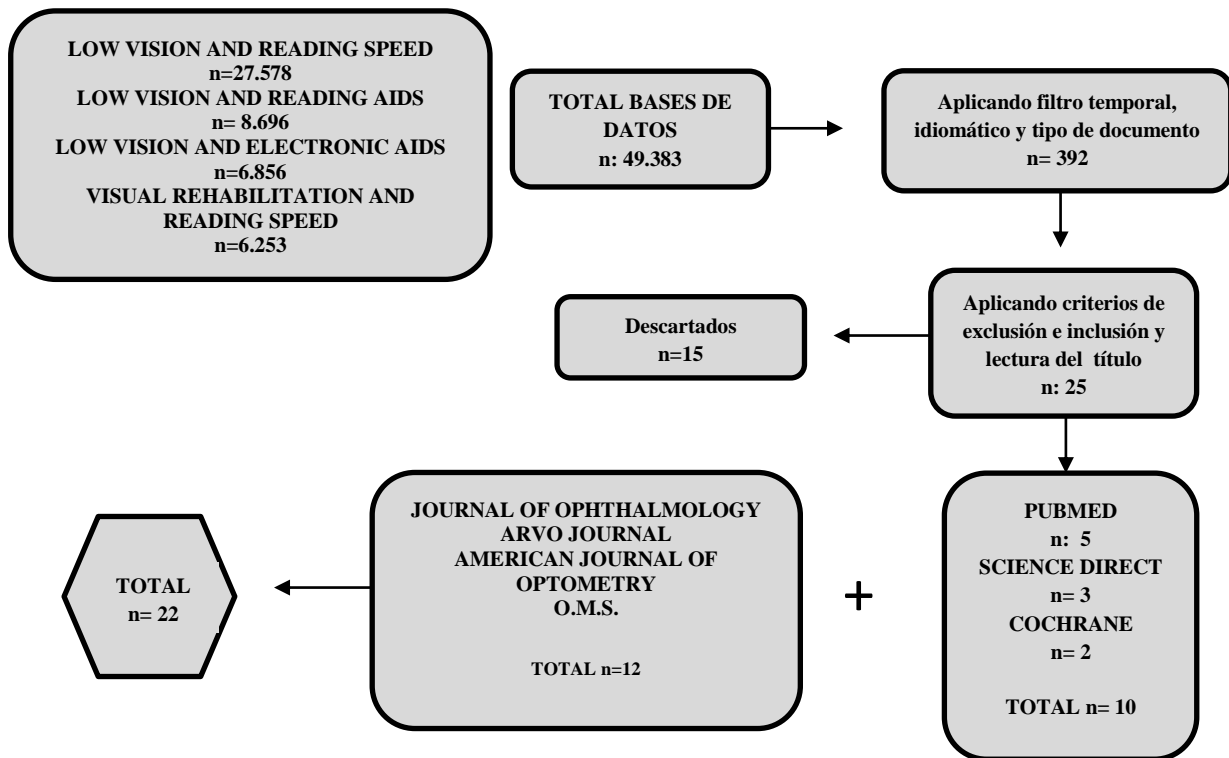 LOW VISION AND READING SPEED
n=27.578
LOW VISION AND READING AIDS
n= 8.696
LOW VISION AND ELECTRONIC AIDS
n=6.856
VISUAL REHABILITATION AND
READING SPEED
n=6.253
TOTAL BASES DE
DATOS
n: 49.383
Aplicando filtro temporal,
idiomático y tipo de documento
n= 392
Aplicando criterios de
exclusión e inclusión y
lectura del título
n: 25
Descartados
n=15
PUBMED
n: 5
SCIENCE DIRECT
n= 3
COCHRANE
n= 2
TOTAL n= 10
+
JOURNAL OF OPHTHALMOLOGY
ARVO JOURNAL
AMERICAN JOURNAL OF
OPTOMETRY
O.M.S.
TOTAL n=12
TOTAL
n= 22